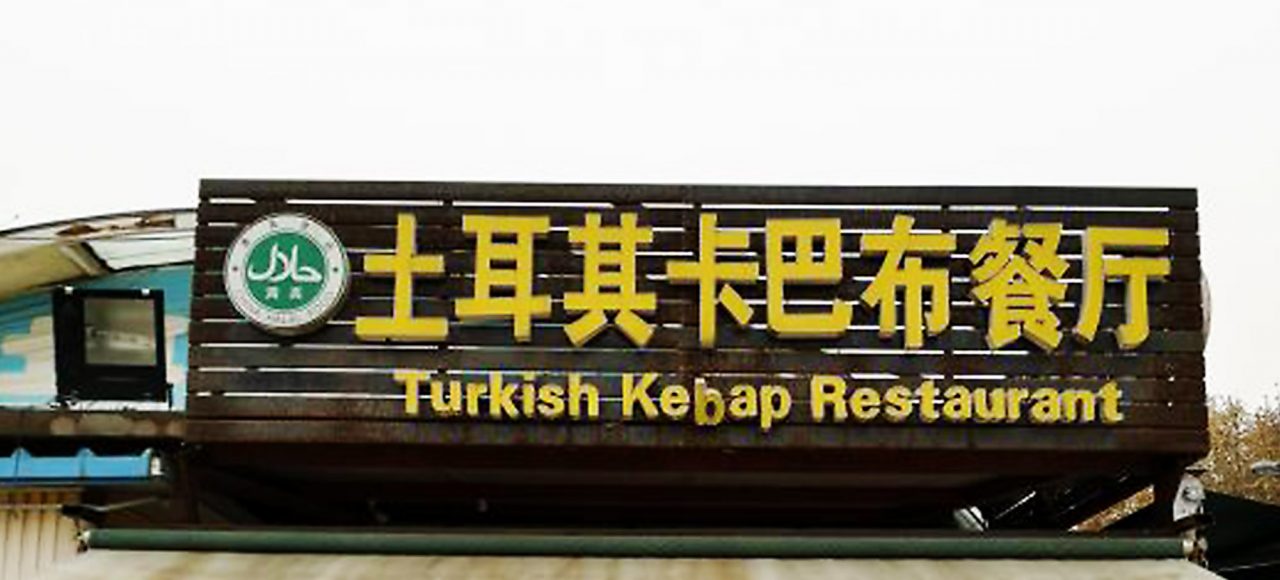 حلال
清真
土耳其卡巴布餐厅
Turkish Kebap Restaurant